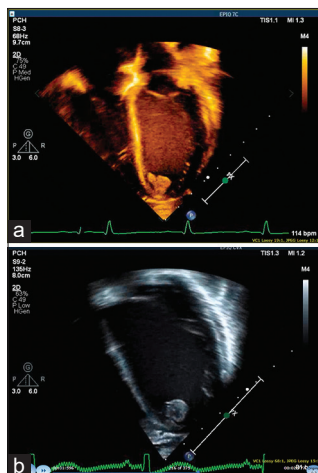 EPIQ 7C
PCH
TIS1.1 MI 1.3
S8-3
68Hz
9.7cm
M4
2D
75%
C 49
P Med
HGen
G
P R
3.0 6.0
114 bpm
a
PCH
TIS1.3 MI 1.2
S9-2
135Hz
8.0cm
M4
2D
63%
C 49
P Low
HGen
G
P R
3.0 6.0
b